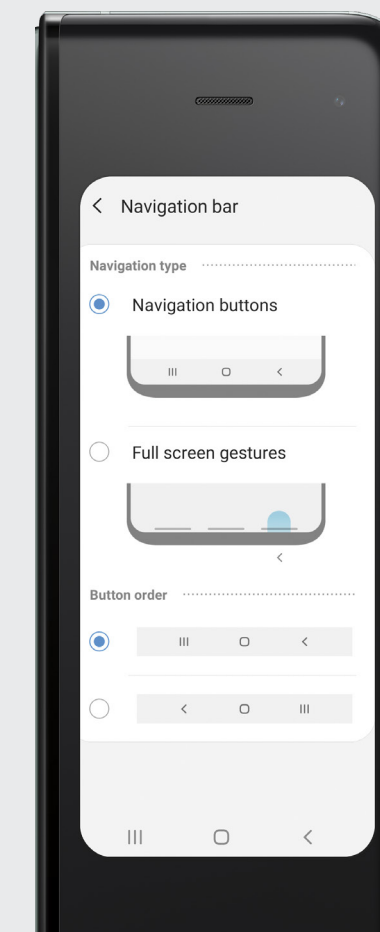 Navigation bar
Navigation type
Navigation buttons
Full screen gestures
Button order